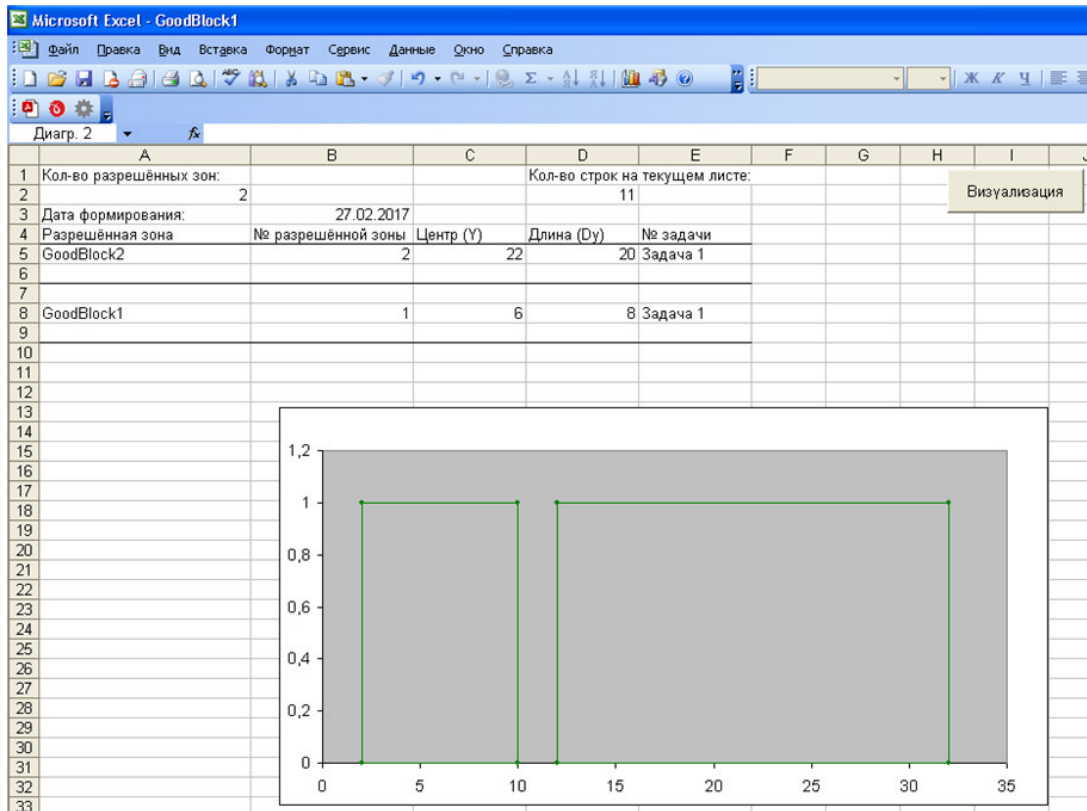 Microsoft Excel - GoodBlock1
Файл Правка Вид Вставка Формат Сервис Данные Окно Справка
Ж К Ч
Диагр. 2 fx
A B C D E F G H I J
1 Кол-во разрешённых зон: Кол-во строк на текущем листе:
Визуализация
2 2 11
3 Дата формирования: 27.02.2017
4 Разрешённая зона № разрешённой зоны Центр (Y) Длина (Dy) № задачи
5 GoodBlock2 2 22 20 Задача 1
6
7
8 GoodBlock1 1 6 8 Задача 1
9
10
11
12
13
14
15
16
17
18
19
20
21
22
23
24
25
26
27
28
29
30
31
32
33
1,2
1
0,8
0,6
0,4
0,2
0
0 5 10 15 20 25 30 35